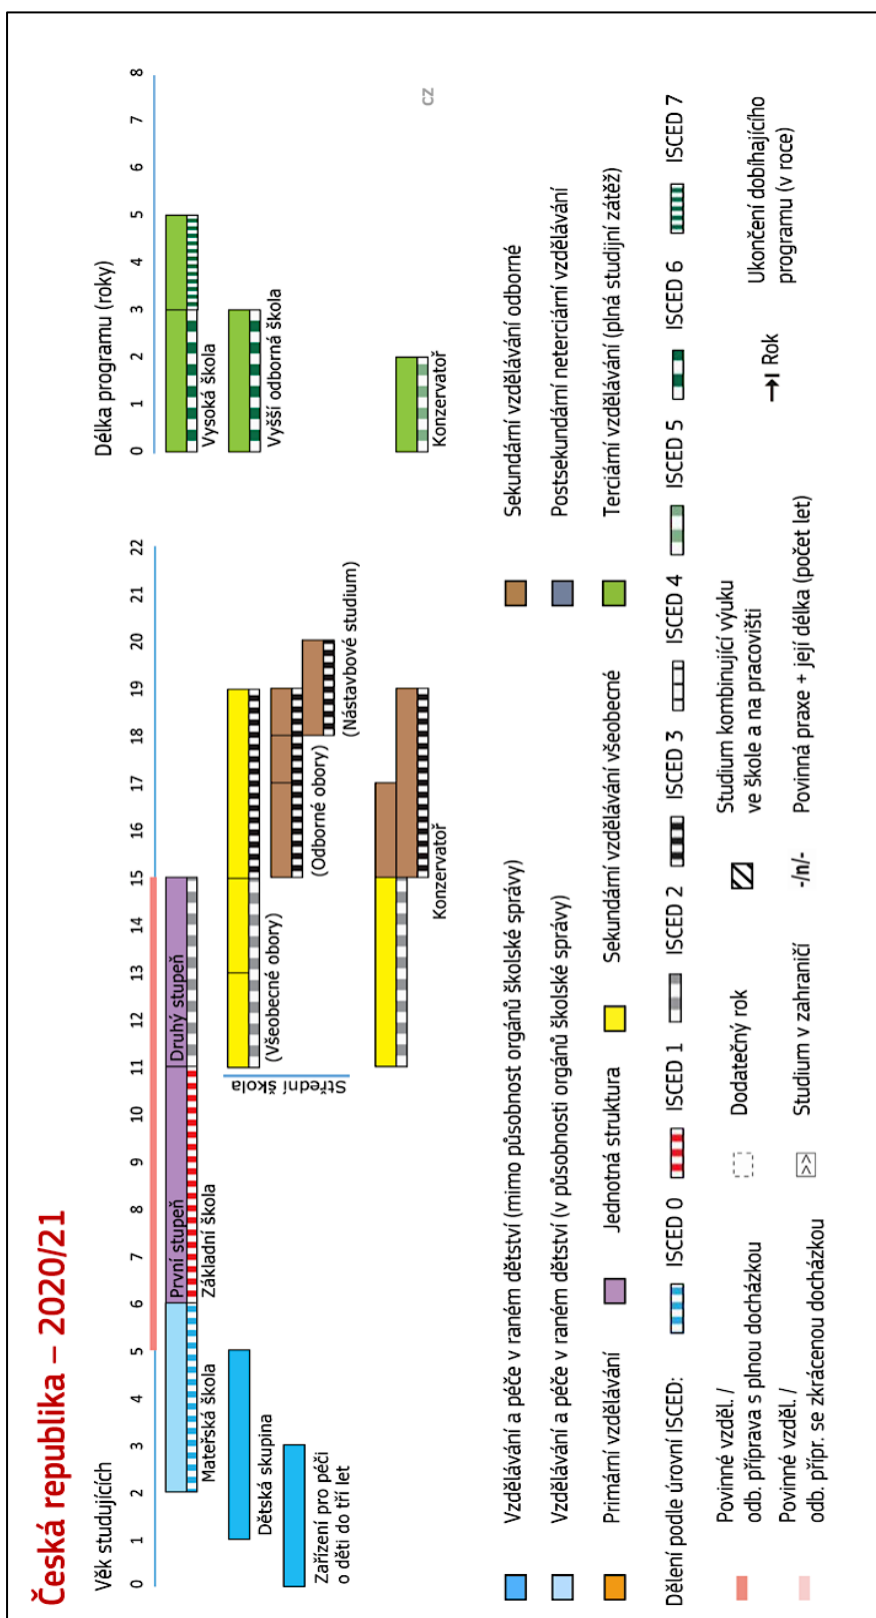 Česká republika – 2020/21
Věk studujících
Délka programu (roky)
0 1 2 3 4 5 6 7 8 9 10 11 12 13 14 15 16 17 18 19 20 21 22
0 1 2 3 4 5 6 7 8
První stupeň
Druhý stupeň
Mateřská škola
Základní škola
Vysoká škola
Dětská skupina
Střední škola
(Všeobecné obory)
Vyšší odborná škola
Zařízení pro péči
o děti do tří let
(Odborné obory)
(Nástavbové studium)
Konzervatoř
Konzervatoř
CZ
Vzdělávání a péče v raném dětství (mimo působnost orgánů školské správy)
Sekundární vzdělávání odborné
Vzdělávání a péče v raném dětství (v působnosti orgánů školské správy)
Postsekundární neterciární vzdělávání
Primární vzdělávání
Jednotná struktura
Sekundární vzdělávání všeobecné
Terciární vzdělávání (plná studijní zátěž)
Dělení podle úrovní ISCED:
ISCED 0
ISCED 1
ISCED 2
ISCED 3
ISCED 4
ISCED 5
ISCED 6
ISCED 7
Povinné vzděl. /
odb. příprava s plnou docházkou
Dodatečný rok
Studium kombinující výuku
ve škole a na pracovišti
Rok
Ukončení dobíhajícího
programu (v roce)
Povinné vzděl. /
odb. přípr. se zkrácenou docházkou
>> Studium v zahraničí
-/n/- Povinná praxe + její délka (počet let)